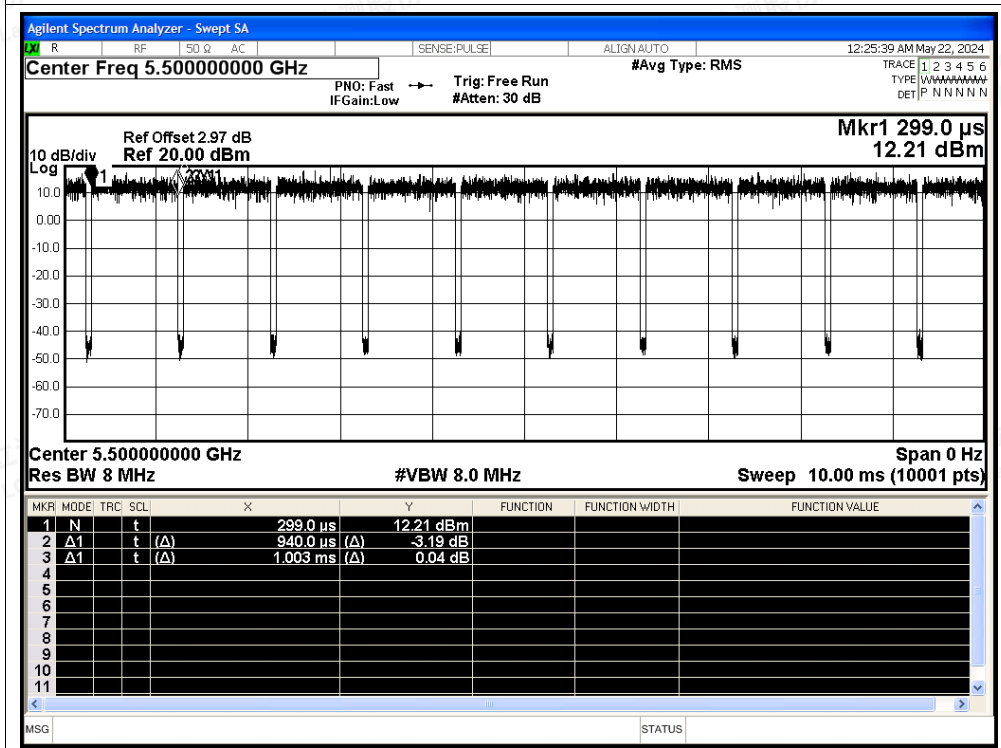 Agilent Spectrum Analyzer - Swept SA
LXI R RF 50 Ω AC SENSE:PULSE ALIGN AUTO 12:25:39 AM May 22, 2024
Center Freq 5.500000000 GHz #Avg Type: RMS TRACE 1 2 3 4 5 6
PNO: Fast Trig: Free Run TYPE WWWWWW
IFGain:Low #Atten: 30 dB DET P N N N N N
Mkr1 299.0 µs
Ref Offset 2.97 dB
10 dB/div Ref 20.00 dBm 12.21 dBm
Log
1
10.0
0.00
-10.0
-20.0
-30.0
-40.0
-50.0
-60.0
-70.0
Center 5.500000000 GHz Span 0 Hz
Res BW 8 MHz #VBW 8.0 MHz Sweep 10.00 ms (10001 pts)
MKR MODE TRC SCL X Y FUNCTION FUNCTION WIDTH FUNCTION VALUE
1 N t 299.0 µs 12.21 dBm
2 Δ1 t (Δ) 940.0 µs (Δ) -3.19 dB
3 Δ1 t (Δ) 1.003 ms (Δ) 0.04 dB
4
5
6
7
8
9
10
11
MSG STATUS